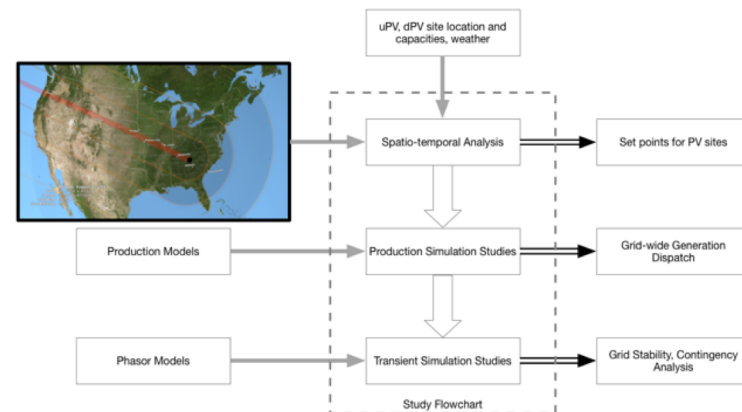 uPV, dPV site location and
capacities, weather
Spatio-temporal Analysis
Set points for PV sites
Production Models
Production Simulation Studies
Grid-wide Generation
Dispatch
Phasor Models
Transient Simulation Studies
Grid Stability, Contingency
Analysis
Study Flowchart